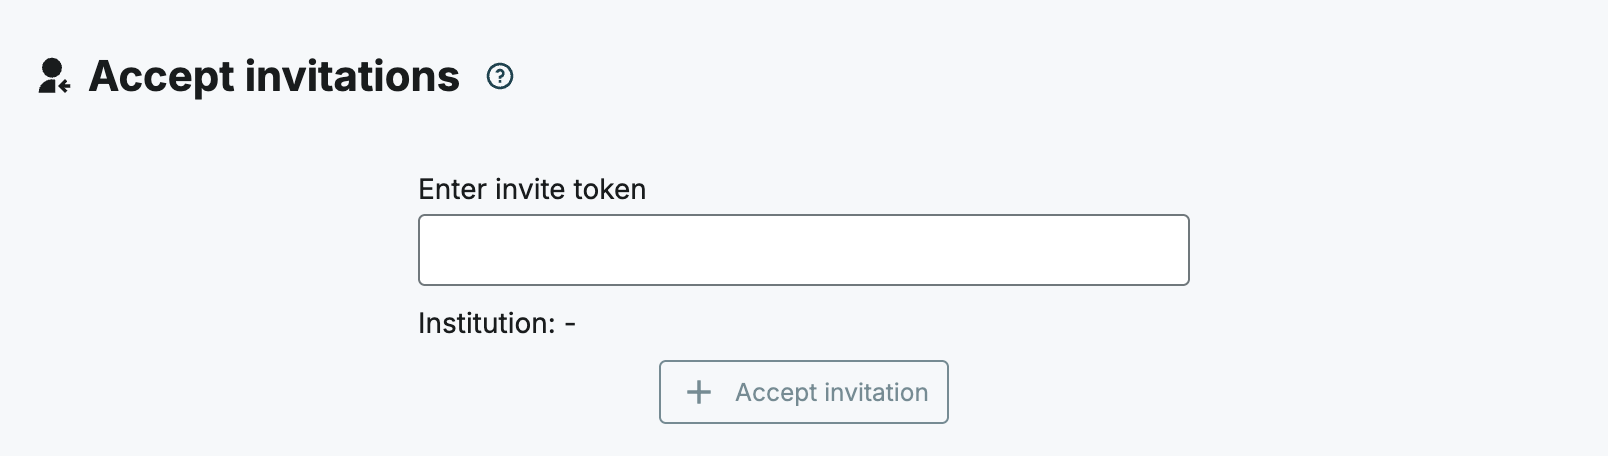 Accept invitations ?
Enter invite token
Institution: -
+ Accept invitation